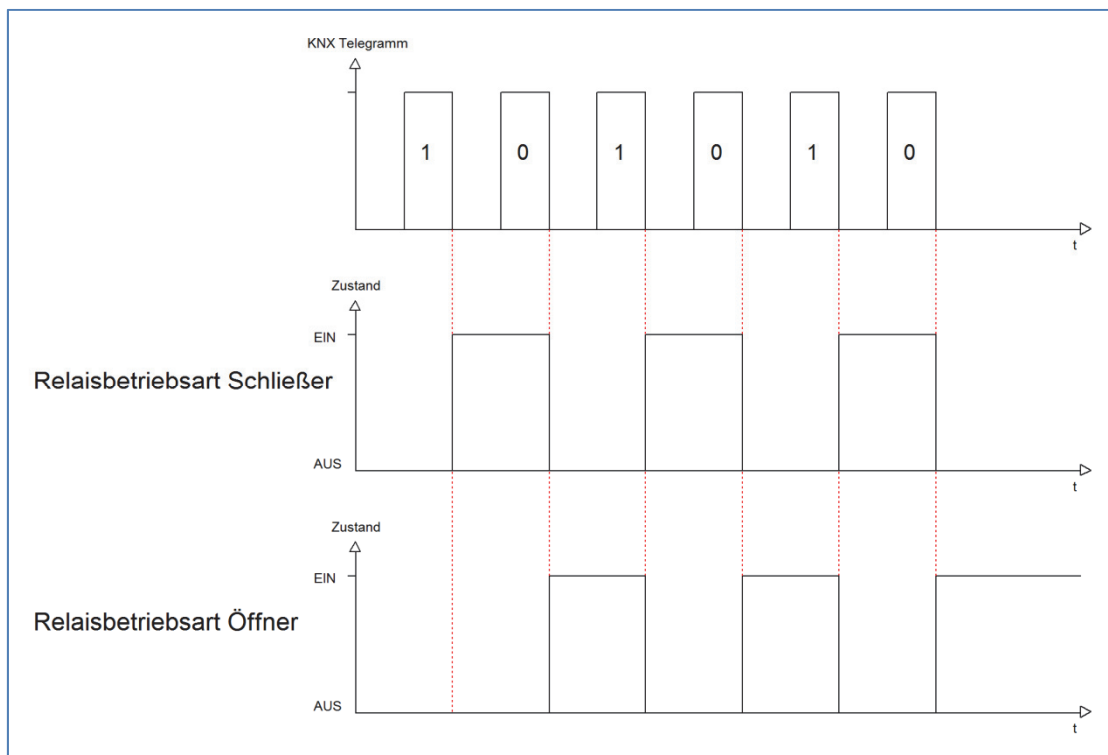 KNX Telegramm
1 0 1 0 1 0
t
Zustand
EIN
Relaisbetriebsart Schließer
AUS
t
Zustand
EIN
Relaisbetriebsart Öffner
AUS
t